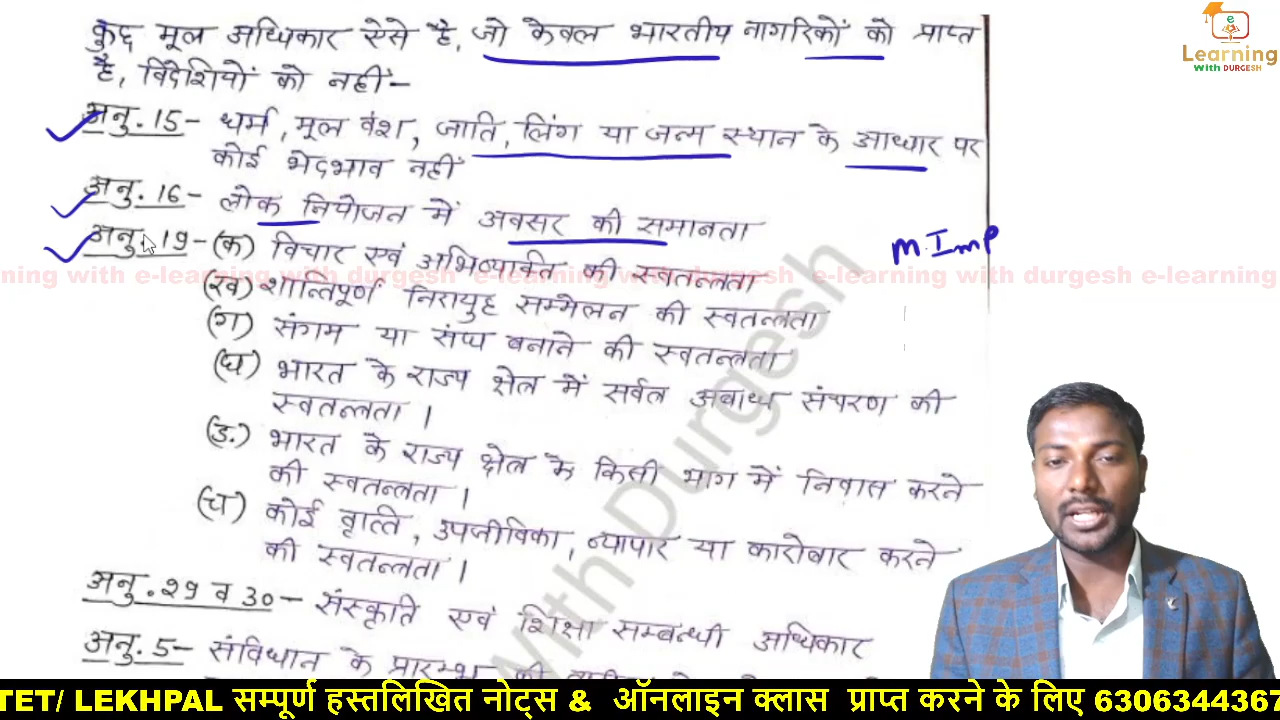 कुछ मूल अधिकार ऐसे है, जो केवल भारतीय नागरिकों को प्राप्त
है, विदेशियों को नहीं-
अनु. 15- धर्म, मूल वंश, जाति, लिंग या जन्म स्थान के आधार पर
कोई भेदभाव नहीं
अनु. 16- लोक नियोजन में अवसर की समानता
अनु. 19-(क) विचार एवं अभिव्यक्ति की स्वतन्त्रता
(ख) शान्तिपूर्ण निरायुद्ध सम्मेलन की स्वतन्त्रता
(ग) संगम या संघ बनाने की स्वतन्त्रता
(घ) भारत के राज्य क्षेत्र में सर्वत्र अबाध संचरण की
स्वतन्त्रता।
(ड.) भारत के राज्य क्षेत्र के किसी भाग में निवास करने
की स्वतन्त्रता।
(च) कोई वृत्ति, उपजीविका, व्यापार या कारोबार करने
की स्वतन्त्रता।
अनु. 29 व 30- संस्कृति एवं शिक्षा सम्बन्धी अधिकार
अनु. 5- संविधान के प्रारम्भ
M. Imp
e
Learning
With DURGESH
ning with e-learning with durgesh e-learning with durgesh e-learning with durgesh e-learning
with Durgesh
TET/ LEKHPAL सम्पूर्ण हस्तलिखित नोट्स & ऑनलाइन क्लास प्राप्त करने के लिए 6306344367